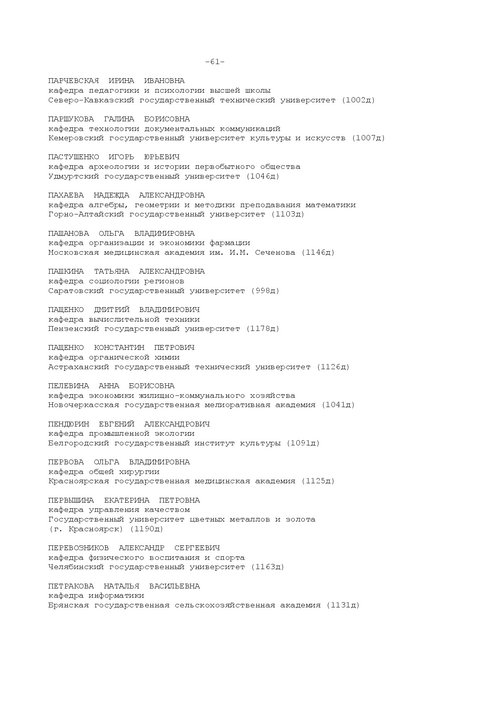 -61-
ПАРЧЕВСКАЯ ИРИНА ИВАНОВНА
кафедра педагогики и психологии высшей школы
Северо-Кавказский государственный технический университет (1002д)
ПАРШУКОВА ГАЛИНА БОРИСОВНА
кафедра технологии документальных коммуникаций
Кемеровский государственный университет культуры и искусств (1007д)
ПАСТУШЕНКО ИГОРЬ ЮРЬЕВИЧ
кафедра археологии и истории первобытного общества
Удмуртский государственный университет (1046д)
ПАХАЕВА НАДЕЖДА АЛЕКСАНДРОВНА
кафедра алгебры, геометрии и методики преподавания математики
Горно-Алтайский государственный университет (1103д)
ПАШАНОВА ОЛЬГА ВЛАДИМИРОВНА
кафедра организации и экономики фармации
Московская медицинская академия им. И.М. Сеченова (1146д)
ПАШКИНА ТАТЬЯНА АЛЕКСАНДРОВНА
кафедра социологии регионов
Саратовский государственный университет (998д)
ПАЩЕНКО ДМИТРИЙ ВЛАДИМИРОВИЧ
кафедра вычислительной техники
Пензенский государственный университет (1178д)
ПАЩЕНКО КОНСТАНТИН ПЕТРОВИЧ
кафедра органической химии
Астраханский государственный технический университет (1126д)
ПЕЛЕВИНА АННА БОРИСОВНА
кафедра экономики жилищно-коммунального хозяйства
Новочеркасская государственная мелиоративная академия (1041д)
ПЕНДЮРИН ЕВГЕНИЙ АЛЕКСАНДРОВИЧ
кафедра промышленной экологии
Белгородский государственный институт культуры (1091д)
ПЕРВОВА ОЛЬГА ВЛАДИМИРОВНА
кафедра общей хирургии
Красноярская государственная медицинская академия (1125д)
ПЕРВЫШИНА ЕКАТЕРИНА ПЕТРОВНА
кафедра управления качеством
Государственный университет цветных металлов и золота
(г. Красноярск) (1190д)
ПЕРЕВОЗНИКОВ АЛЕКСАНДР СЕРГЕЕВИЧ
кафедра физического воспитания и спорта
Челябинский государственный университет (1163д)
ПЕТРАКОВА НАТАЛЬЯ ВАСИЛЬЕВНА
кафедра информатики
Брянская государственная сельскохозяйственная академия (1131д)